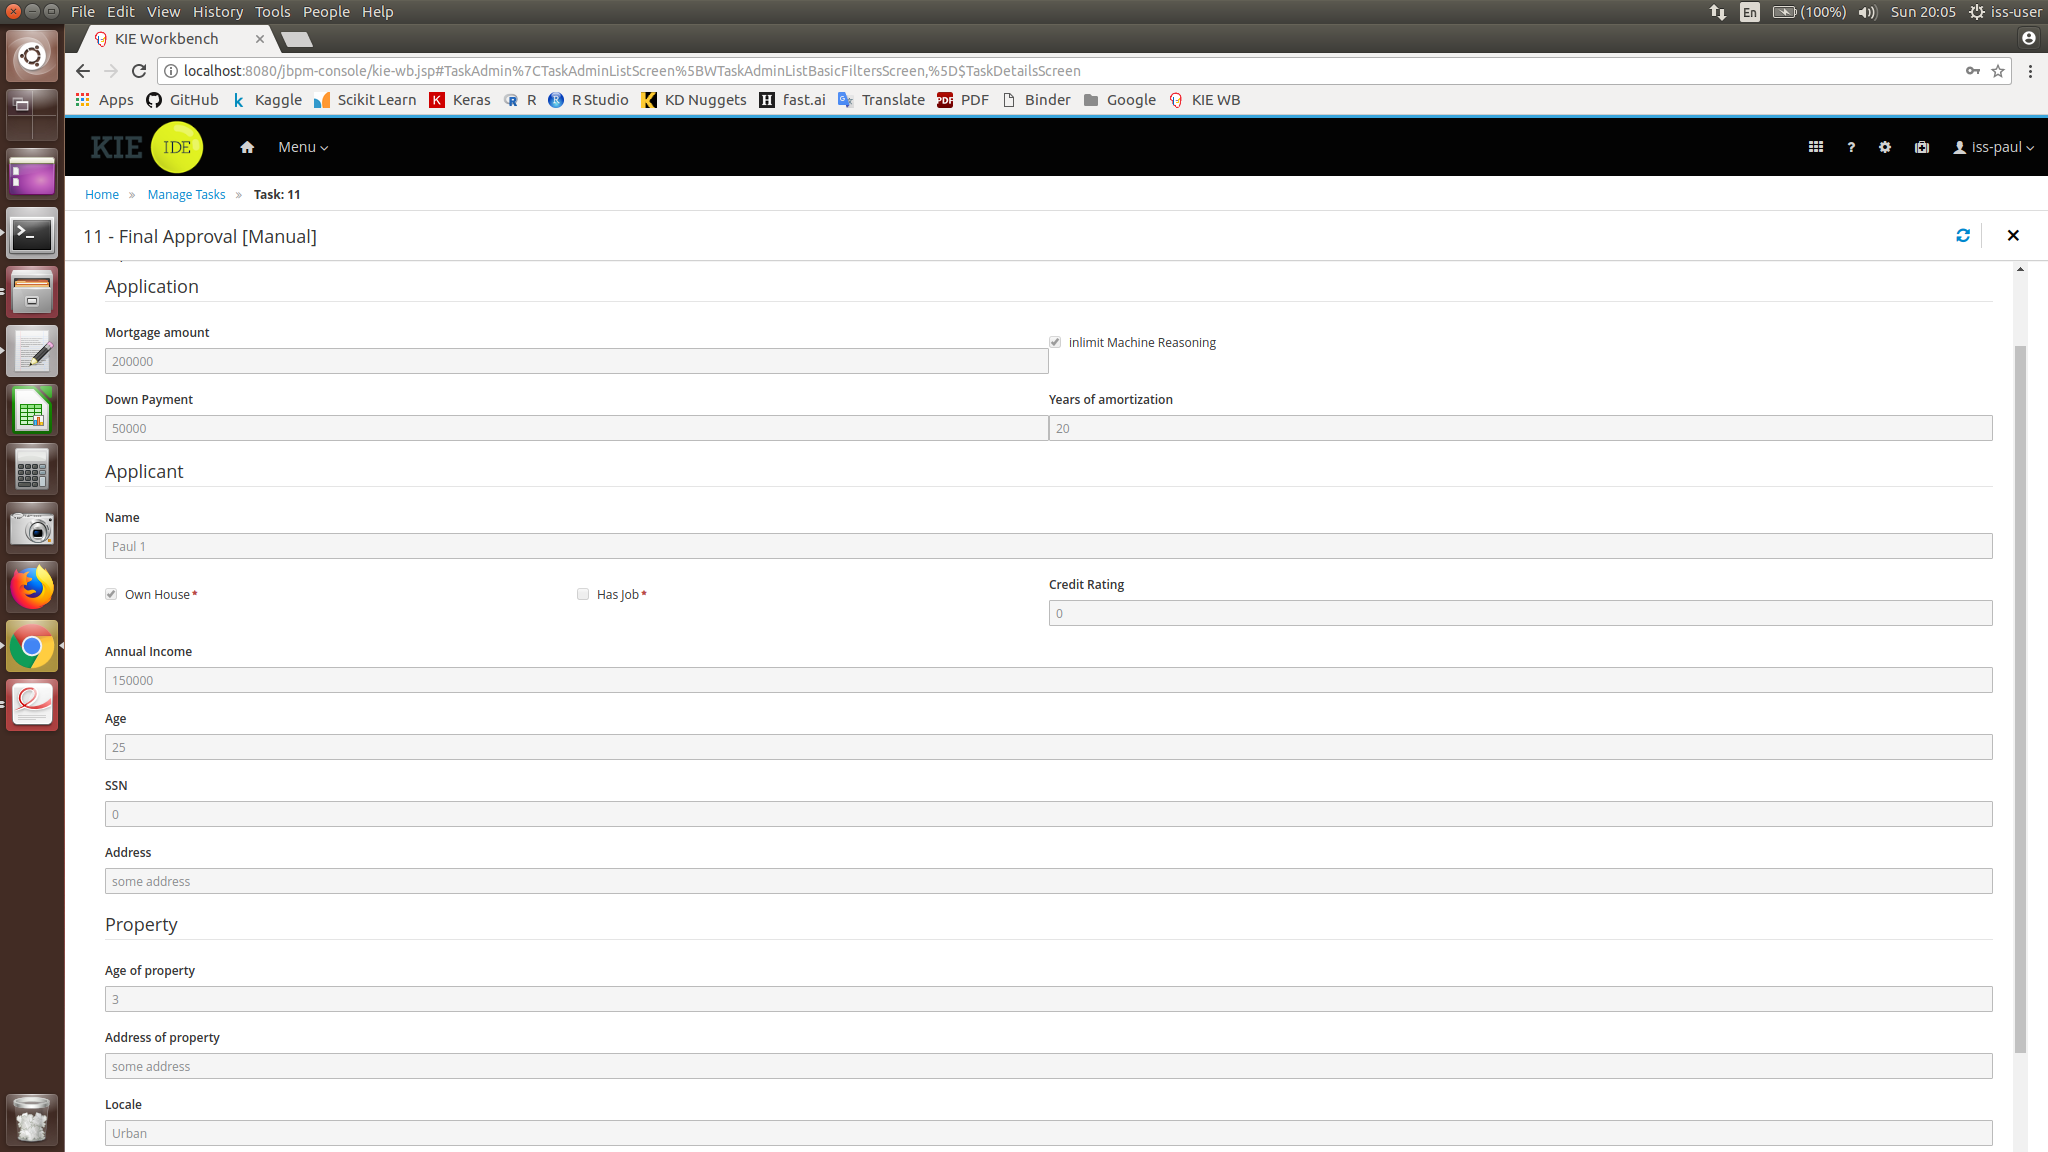 File Edit View History Tools People Help
En (100%) Sun 20:05 iss-user
KIE Workbench
localhost:8080/jbpm-console/kie-wb.jsp#TaskAdmin%7CTaskAdminListScreen%5BWTaskAdminListBasicFiltersScreen,%5D$TaskDetailsScreen
Apps GitHub k Kaggle Scikit Learn K Keras R R R Studio K KD Nuggets H fast.ai Translate PDF PDF Binder Google KIE WB
KIE IDE Menu ? iss-paul
Home » Manage Tasks » Task: 11
11 - Final Approval [Manual]
Application
Mortgage amount
inlimit Machine Reasoning
200000
Down Payment Years of amortization
50000 20
Applicant
Name
Paul 1
Credit Rating
Own House* Has Job*
0
Annual Income
150000
Age
25
SSN
0
Address
some address
Property
Age of property
3
Address of property
some address
Locale
Urban